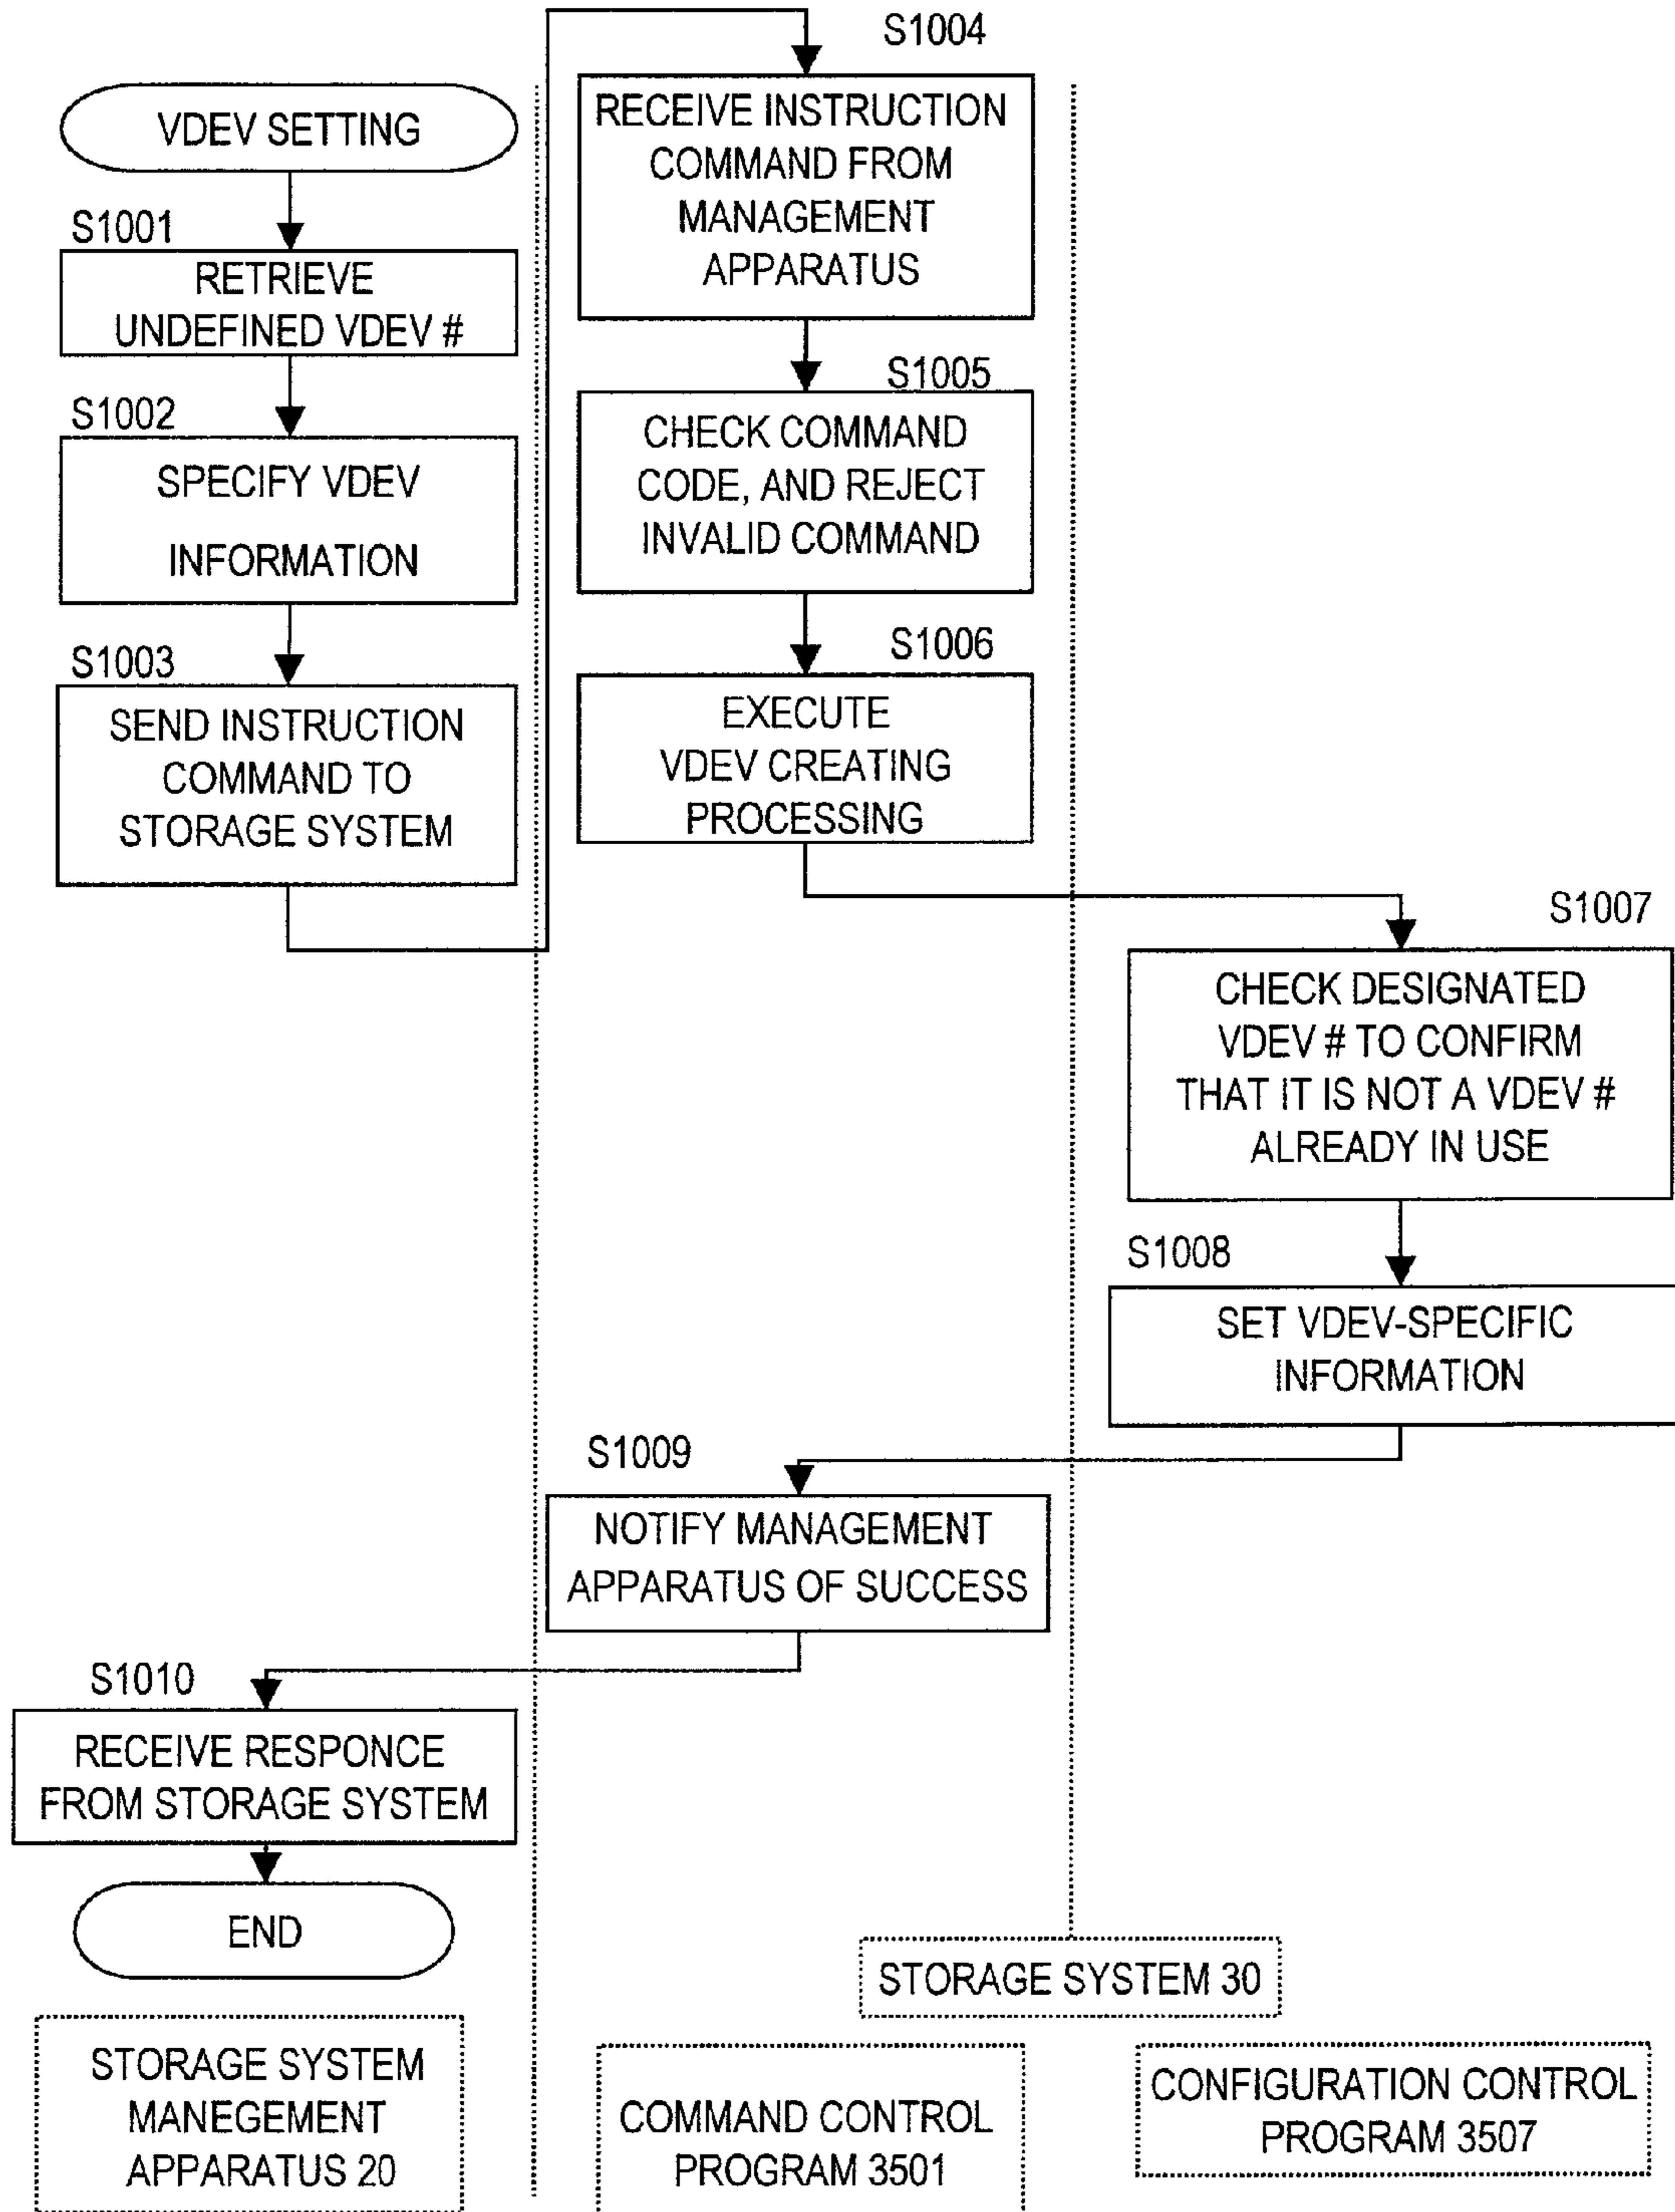 VDEV SETTING
S1001
RETRIEVE
UNDEFINED VDEV #
S1002
SPECIFY VDEV
INFORMATION
S1003
SEND INSTRUCTION
COMMAND TO
STORAGE SYSTEM
S1004
RECEIVE INSTRUCTION
COMMAND FROM
MANAGEMENT
APPARATUS
S1005
CHECK COMMAND
CODE, AND REJECT
INVALID COMMAND
S1006
EXECUTE
VDEV CREATING
PROCESSING
S1007
CHECK DESIGNATED
VDEV # TO CONFIRM
THAT IT IS NOT A VDEV #
ALREADY IN USE
S1008
SET VDEV-SPECIFIC
INFORMATION
S1009
NOTIFY MANAGEMENT
APPARATUS OF SUCCESS
S1010
RECEIVE RESPONCE
FROM STORAGE SYSTEM
END
STORAGE SYSTEM 30
STORAGE SYSTEM
MANEGEMENT
APPARATUS 20
COMMAND CONTROL
PROGRAM 3501
CONFIGURATION CONTROL
PROGRAM 3507